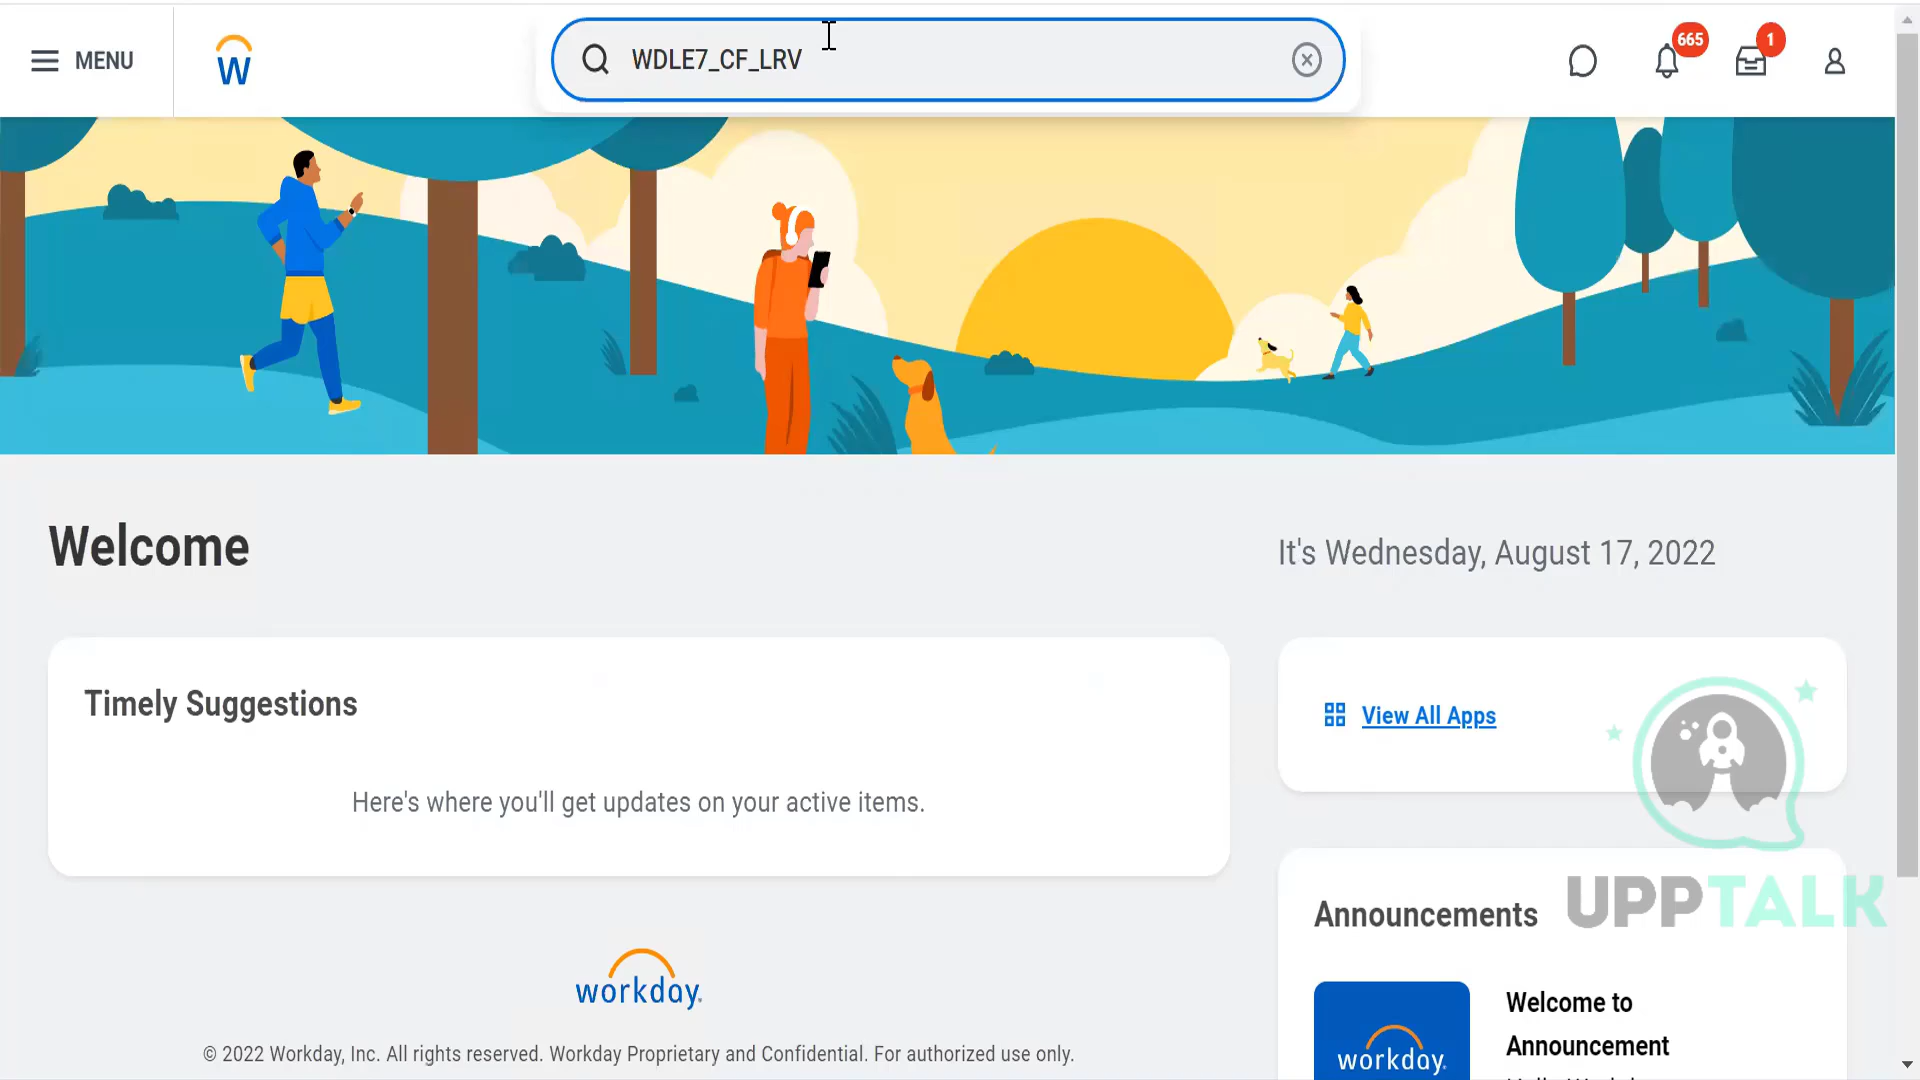 MENU
W
WDLE7_CF_LRV
665
1
Welcome
It's Wednesday, August 17, 2022
Timely Suggestions
Here's where you'll get updates on your active items.
View All Apps
UPPTALK
Announcements
workday.
Welcome to
Announcement
workday.
© 2022 Workday, Inc. All rights reserved. Workday Proprietary and Confidential. For authorized use only.